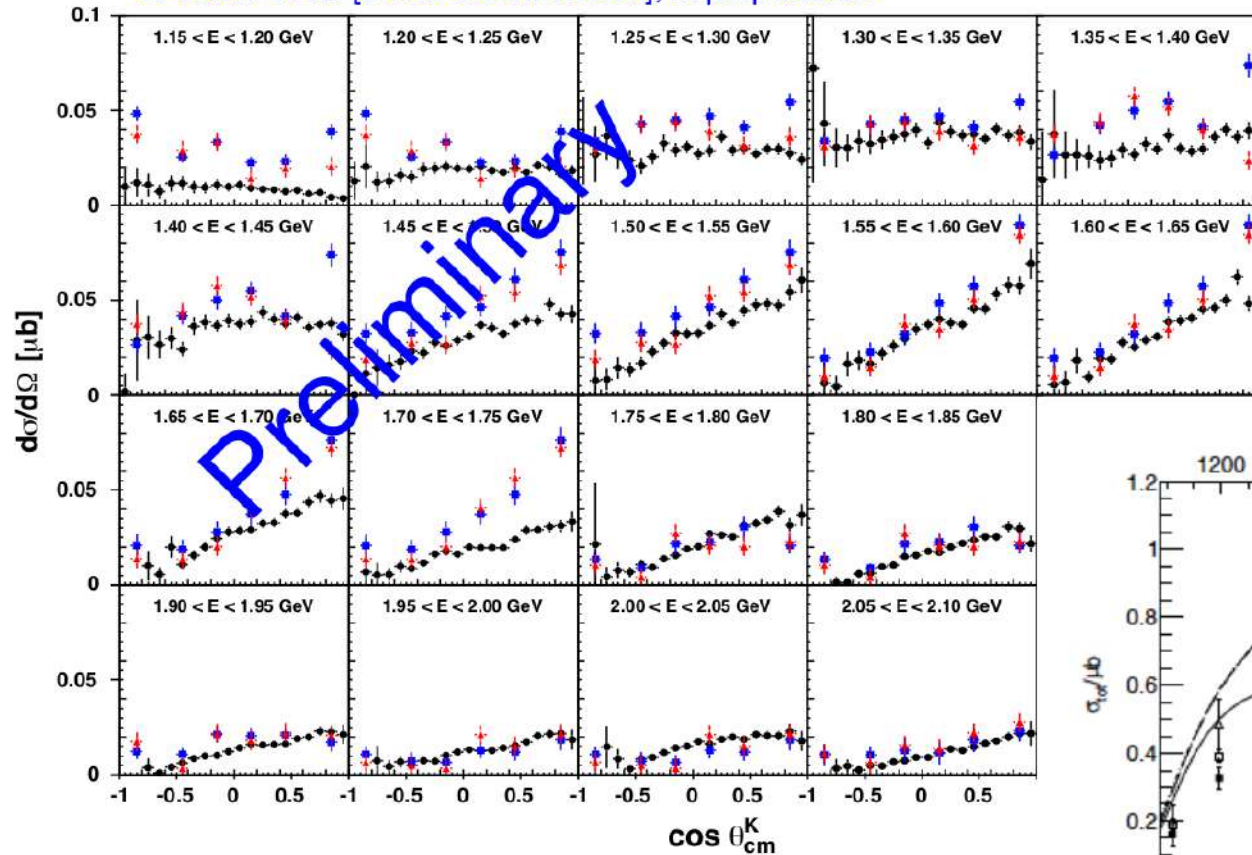 0.1
1.15 < E < 1.20 GeV
1.20 < E < 1.25 GeV
1.25 < E < 1.30 GeV
1.30 < E < 1.35 GeV
1.35 < E < 1.40 GeV
0.05
0
1.40 < E < 1.45 GeV
1.45 < E < 1.50 GeV
1.50 < E < 1.55 GeV
1.55 < E < 1.60 GeV
1.60 < E < 1.65 GeV
0.05
0
1.65 < E < 1.70 GeV
1.70 < E < 1.75 GeV
1.75 < E < 1.80 GeV
1.80 < E < 1.85 GeV
0.05
0
1.90 < E < 1.95 GeV
1.95 < E < 2.00 GeV
2.00 < E < 2.05 GeV
2.05 < E < 2.10 GeV
0.05
0
-1 -0.5 0 0.5 -1 -0.5 0 0.5 -1 -0.5 0 0.5 -1 -0.5 0 0.5 1
dσ/dΩ [μb]
cos θ^K_cm
Preliminary
1200
1.2
1
0.8
0.6
0.4
0.2
σtot/μb